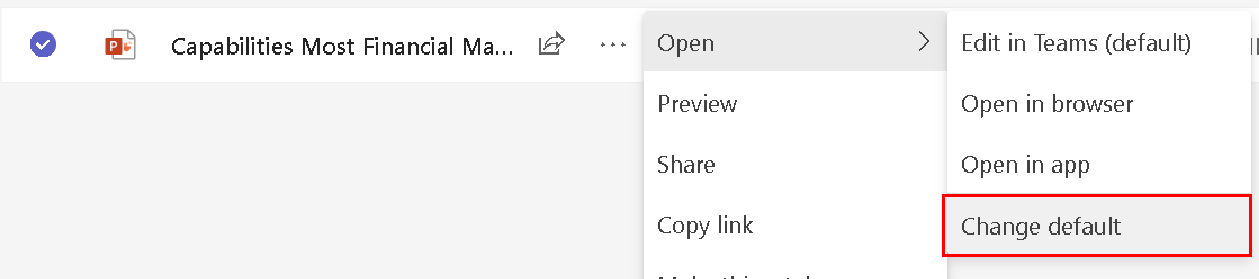 Capabilities Most Financial Ma...
Open
Preview
Share
Copy link
Edit in Teams (default)
Open in browser
Open in app
Change default